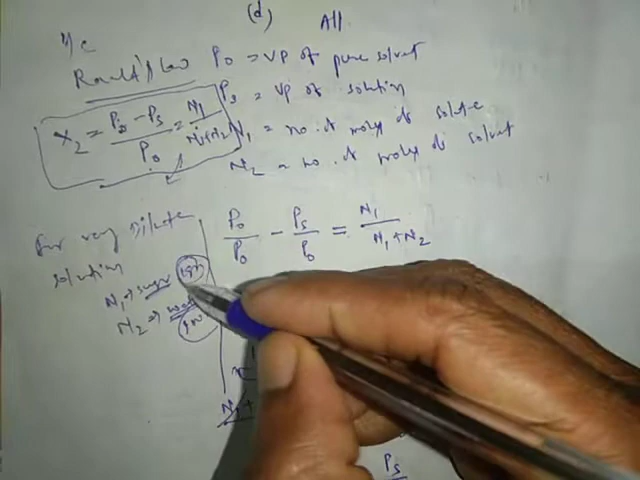 (d) All
Raoult's law P₀ = VP of pure solvent
Pₛ = VP of solution
X₂ = P₀ - Pₛ / P₀ = N₁ / N₁+N₂
N₁ = no. of moles of solute
N₂ = no. of moles of solvent
For very Dilute
solution
P₀/P₀ - Pₛ/P₀ = N₁ / N₁+N₂
N₁ → sugar
N₂ →
N₁ +
Pₛ